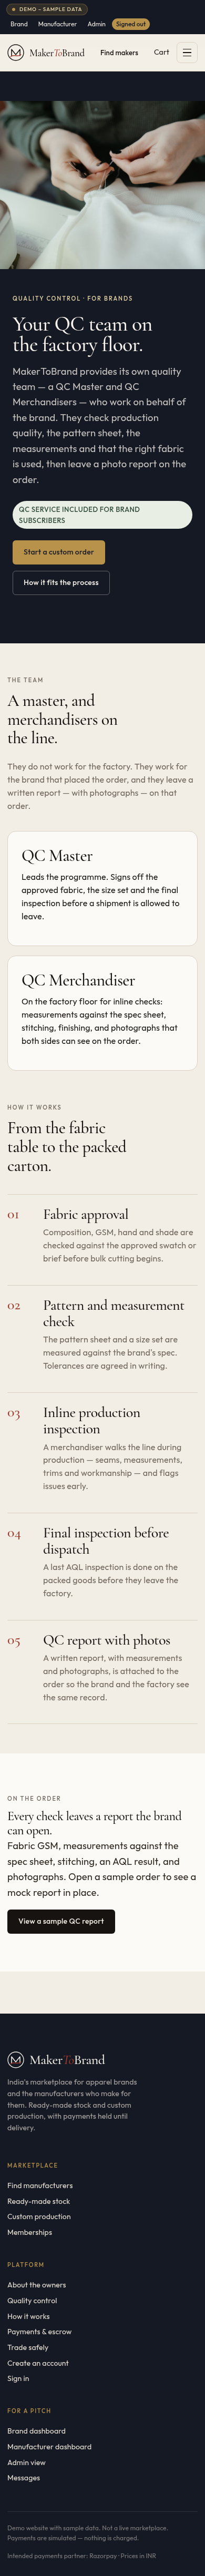 DEMO – SAMPLE DATA
Brand Manufacturer Admin Signed out
MakerToBrand Find makers Cart
QUALITY CONTROL · FOR BRANDS
Your QC team on
the factory floor.
MakerToBrand provides its own quality
team — a QC Master and QC
Merchandisers — who work on behalf of
the brand. They check production
quality, the pattern sheet, the
measurements and that the right fabric
is used, then leave a photo report on the
order.
QC SERVICE INCLUDED FOR BRAND
SUBSCRIBERS
Start a custom order
How it fits the process
THE TEAM
A master, and
merchandisers on
the line.
They do not work for the factory. They work for
the brand that placed the order, and they leave a
written report — with photographs — on that
order.
QC Master
Leads the programme. Signs off the
approved fabric, the size set and the final
inspection before a shipment is allowed to
leave.
QC Merchandiser
On the factory floor for inline checks:
measurements against the spec sheet,
stitching, finishing, and photographs that
both sides can see on the order.
HOW IT WORKS
From the fabric
table to the packed
carton.
01 Fabric approval
Composition, GSM, hand and shade are
checked against the approved swatch or
brief before bulk cutting begins.
02 Pattern and measurement
check
The pattern sheet and a size set are
measured against the brand's spec.
Tolerances are agreed in writing.
03 Inline production
inspection
A merchandiser walks the line during
production — seams, measurements,
trims and workmanship — and flags
issues early.
04 Final inspection before
dispatch
A last AQL inspection is done on the
packed goods before they leave the
factory.
05 QC report with photos
A written report, with measurements
and photographs, is attached to the
order so the brand and the factory see
the same record.
ON THE ORDER
Every check leaves a report the brand
can open.
Fabric GSM, measurements against the
spec sheet, stitching, an AQL result, and
photographs. Open a sample order to see a
mock report in place.
View a sample QC report
MakerToBrand
India's marketplace for apparel brands
and the manufacturers who make for
them. Ready-made stock and custom
production, with payments held until
delivery.
MARKETPLACE
Find manufacturers
Ready-made stock
Custom production
Memberships
PLATFORM
About the owners
Quality control
How it works
Payments & escrow
Trade safely
Create an account
Sign in
FOR A PITCH
Brand dashboard
Manufacturer dashboard
Admin view
Messages
Demo website with sample data. Not a live marketplace.
Payments are simulated — nothing is charged.
Intended payments partner: Razorpay · Prices in INR